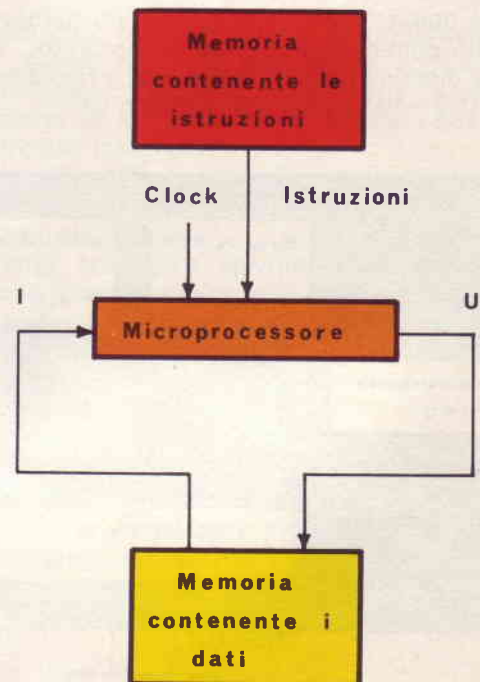 Memoria
contenente le
istruzioni
Clock Istruzioni
I U
Microprocessore
Memoria
contenente i
dati